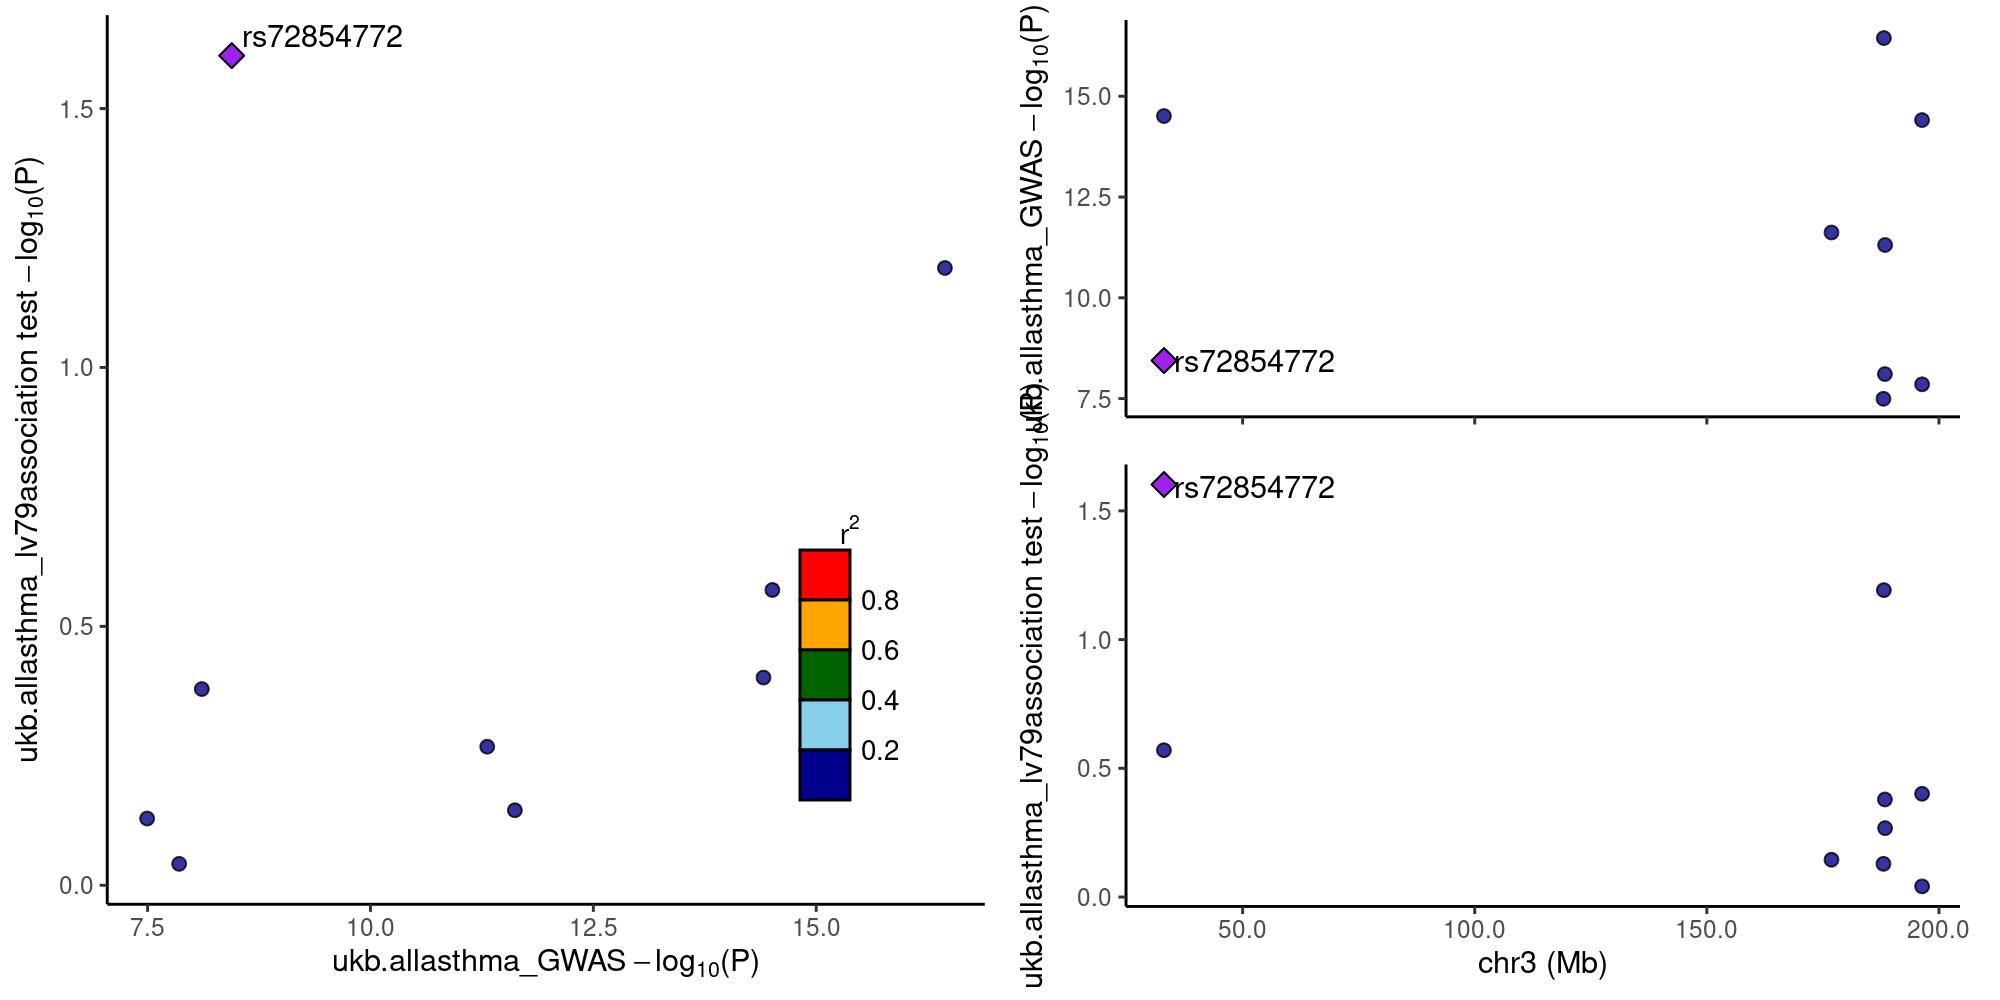 rs72854772
1.5
1.0
0.5
0.0
ukb.allasthma_lv79association test −log10(P)
r2
0.8
0.6
0.4
0.2
7.5 10.0 12.5 15.0
ukb.allasthma_GWAS −log10(P)
ukb.allasthma_GWAS −log10(P)
15.0
12.5
10.0
7.5
rs72854772
ukb.allasthma_lv79association test −log10(P)
rs72854772
1.5
1.0
0.5
0.0
50.0 100.0 150.0 200.0
chr3 (Mb)